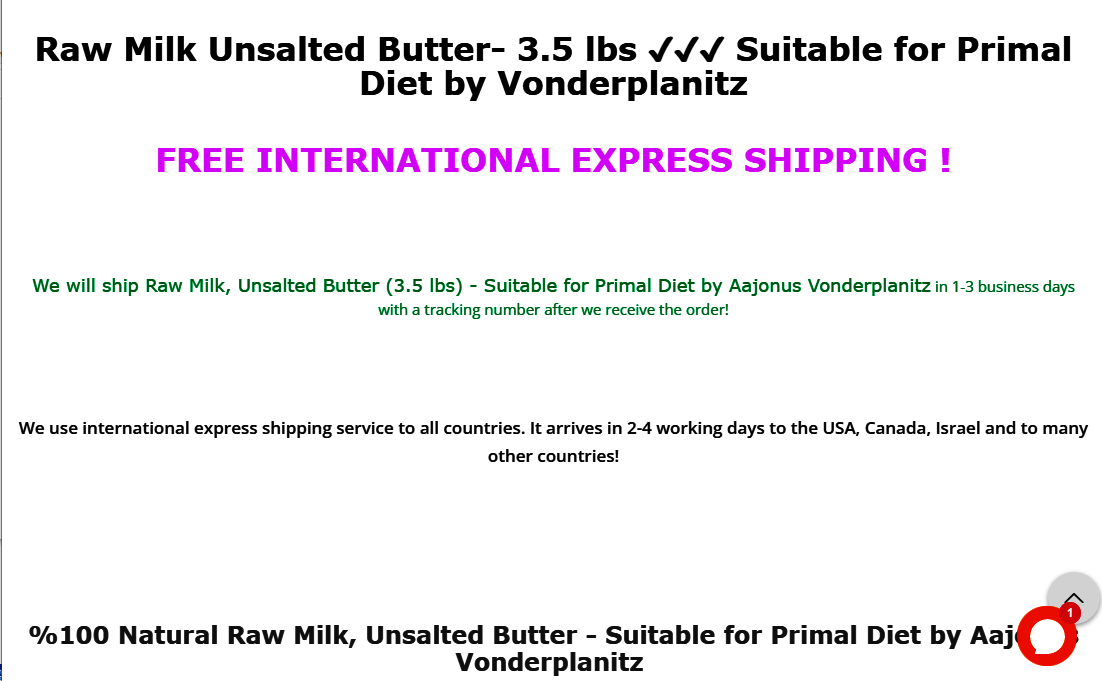 Raw Milk Unsalted Butter- 3.5 lbs ✓✓✓ Suitable for Primal
Diet by Vonderplanitz
FREE INTERNATIONAL EXPRESS SHIPPING !
We will ship Raw Milk, Unsalted Butter (3.5 lbs) - Suitable for Primal Diet by Aajonus Vonderplanitz in 1-3 business days
with a tracking number after we receive the order!
We use international express shipping service to all countries. It arrives in 2-4 working days to the USA, Canada, Israel and to many
other countries!
1
%100 Natural Raw Milk, Unsalted Butter - Suitable for Primal Diet by
Vonderplanitz